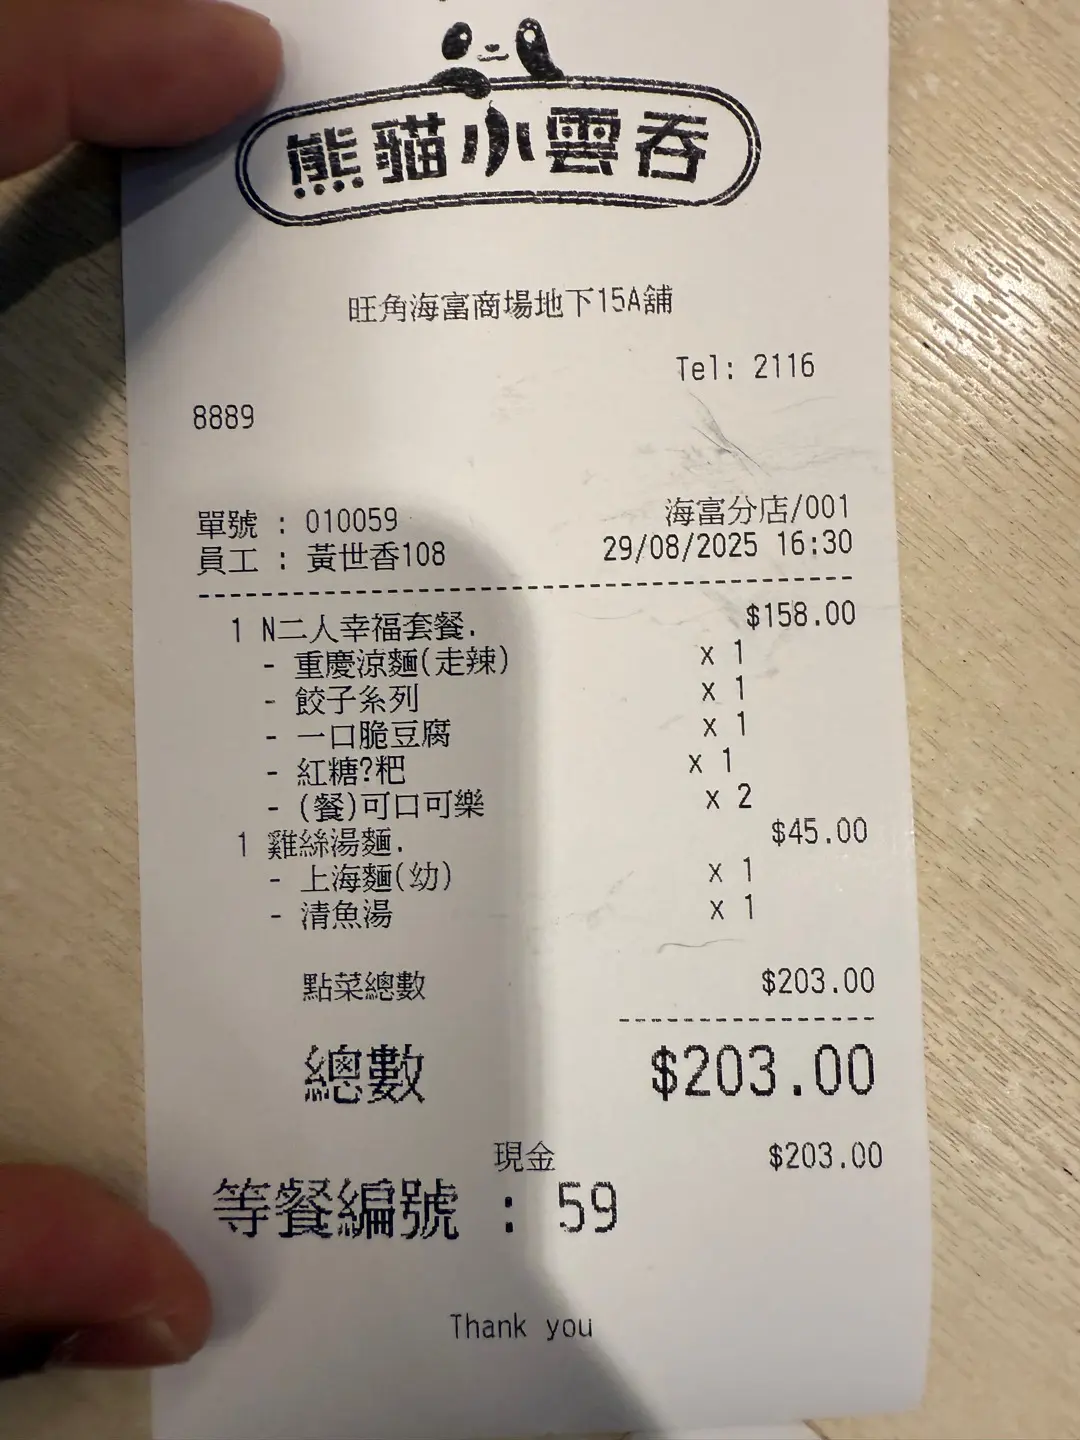 熊貓小雲吞
旺角海富商場地下15A舖
Tel: 2116
8889
單號 : 010059 海富分店/001
員工 : 黃世香108 29/08/2025 16:30
1 N二人幸福套餐. $158.00
- 重慶涼麵(走辣) x 1
- 餃子系列 x 1
- 一口脆豆腐 x 1
- 紅糖?粑 x 1
- (餐)可口可樂 x 2
1 雞絲湯麵. $45.00
- 上海麵(幼) x 1
- 清魚湯 x 1
點菜總數 $203.00
總數 $203.00
現金 $203.00
等餐編號 : 59
Thank you